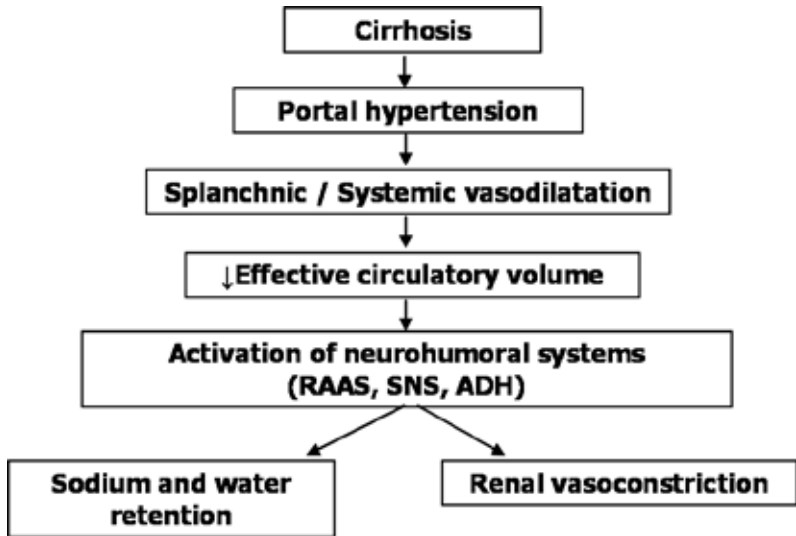 Cirrhosis
Portal hypertension
Splanchnic / Systemic vasodilatation
↓Effective circulatory volume
Activation of neurohumoral systems
(RAAS, SNS, ADH)
Sodium and water
retention
Renal vasoconstriction